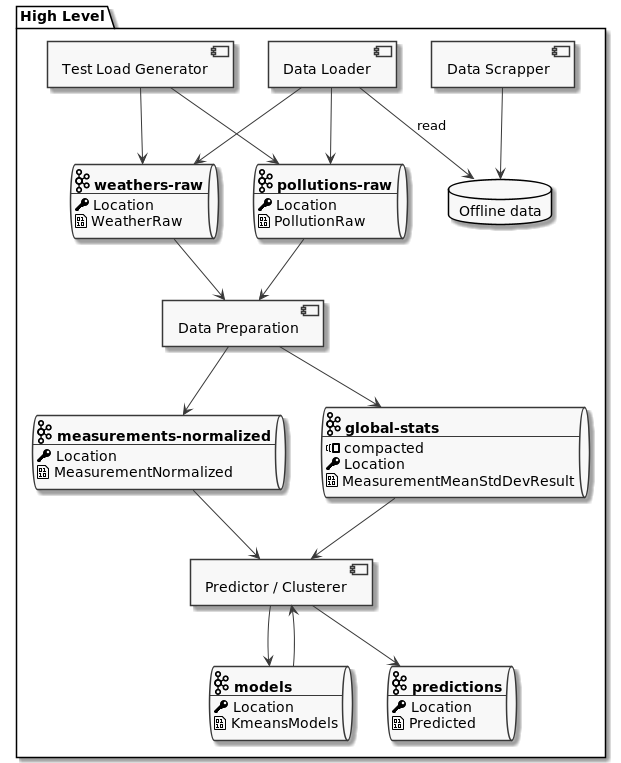 High Level
Test Load Generator
Data Loader
Data Scrapper
read
weathers-raw
Location
WeatherRaw
pollutions-raw
Location
PollutionRaw
Offline data
Data Preparation
measurements-normalized
Location
MeasurementNormalized
global-stats
compacted
Location
MeasurementMeanStdDevResult
Predictor / Clusterer
models
Location
KmeansModels
predictions
Location
Predicted